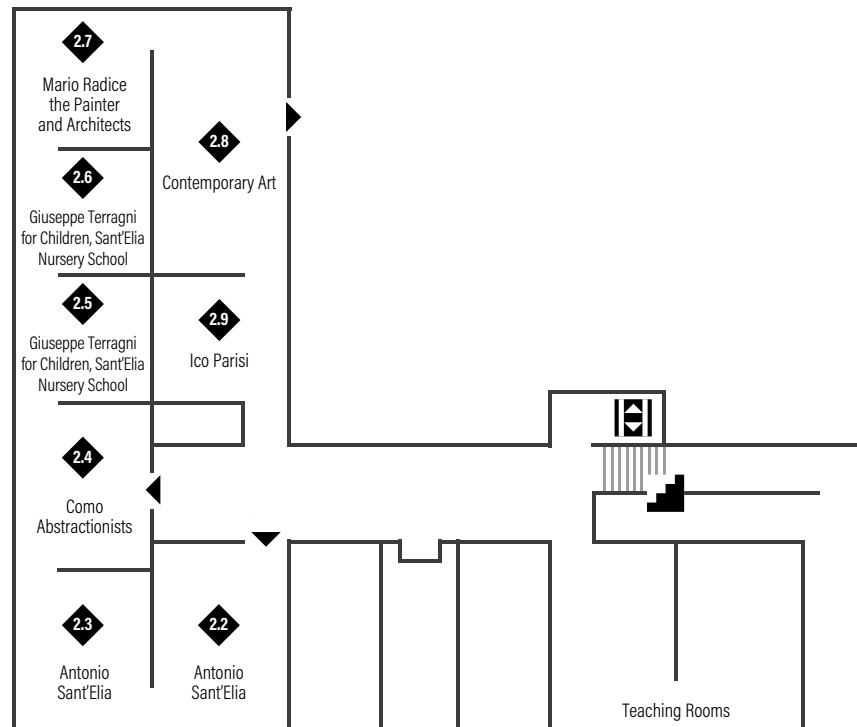 2.7
Mario Radice
the Painter
and Architects
2.8
Contemporary Art
2.6
Giuseppe Terragni
for Children, Sant'Elia
Nursery School
2.5
Giuseppe Terragni
for Children, Sant'Elia
Nursery School
2.9
Ico Parisi
2.4
Como
Abstractionists
2.3
Antonio
Sant'Elia
2.2
Antonio
Sant'Elia
Teaching Rooms